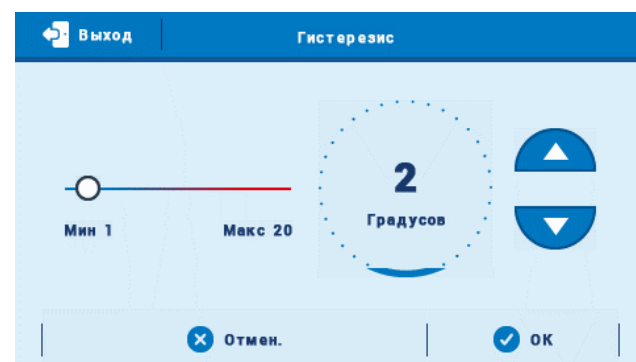 Выход
Гистерезис
2
Градусов
Мин 1
Макс 20
Отмен.
OK